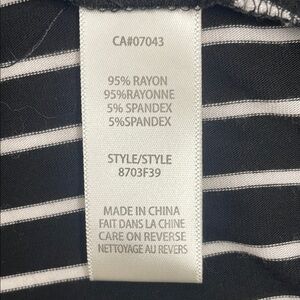 CA#07043
95% RAYON
95%RAYONNE
5% SPANDEX
5%SPANDEX
STYLE/STYLE
8703F39
MADE IN CHINA
FAIT DANS LA CHINE
CARE ON REVERSE
NETTOYAGE AU REVERS